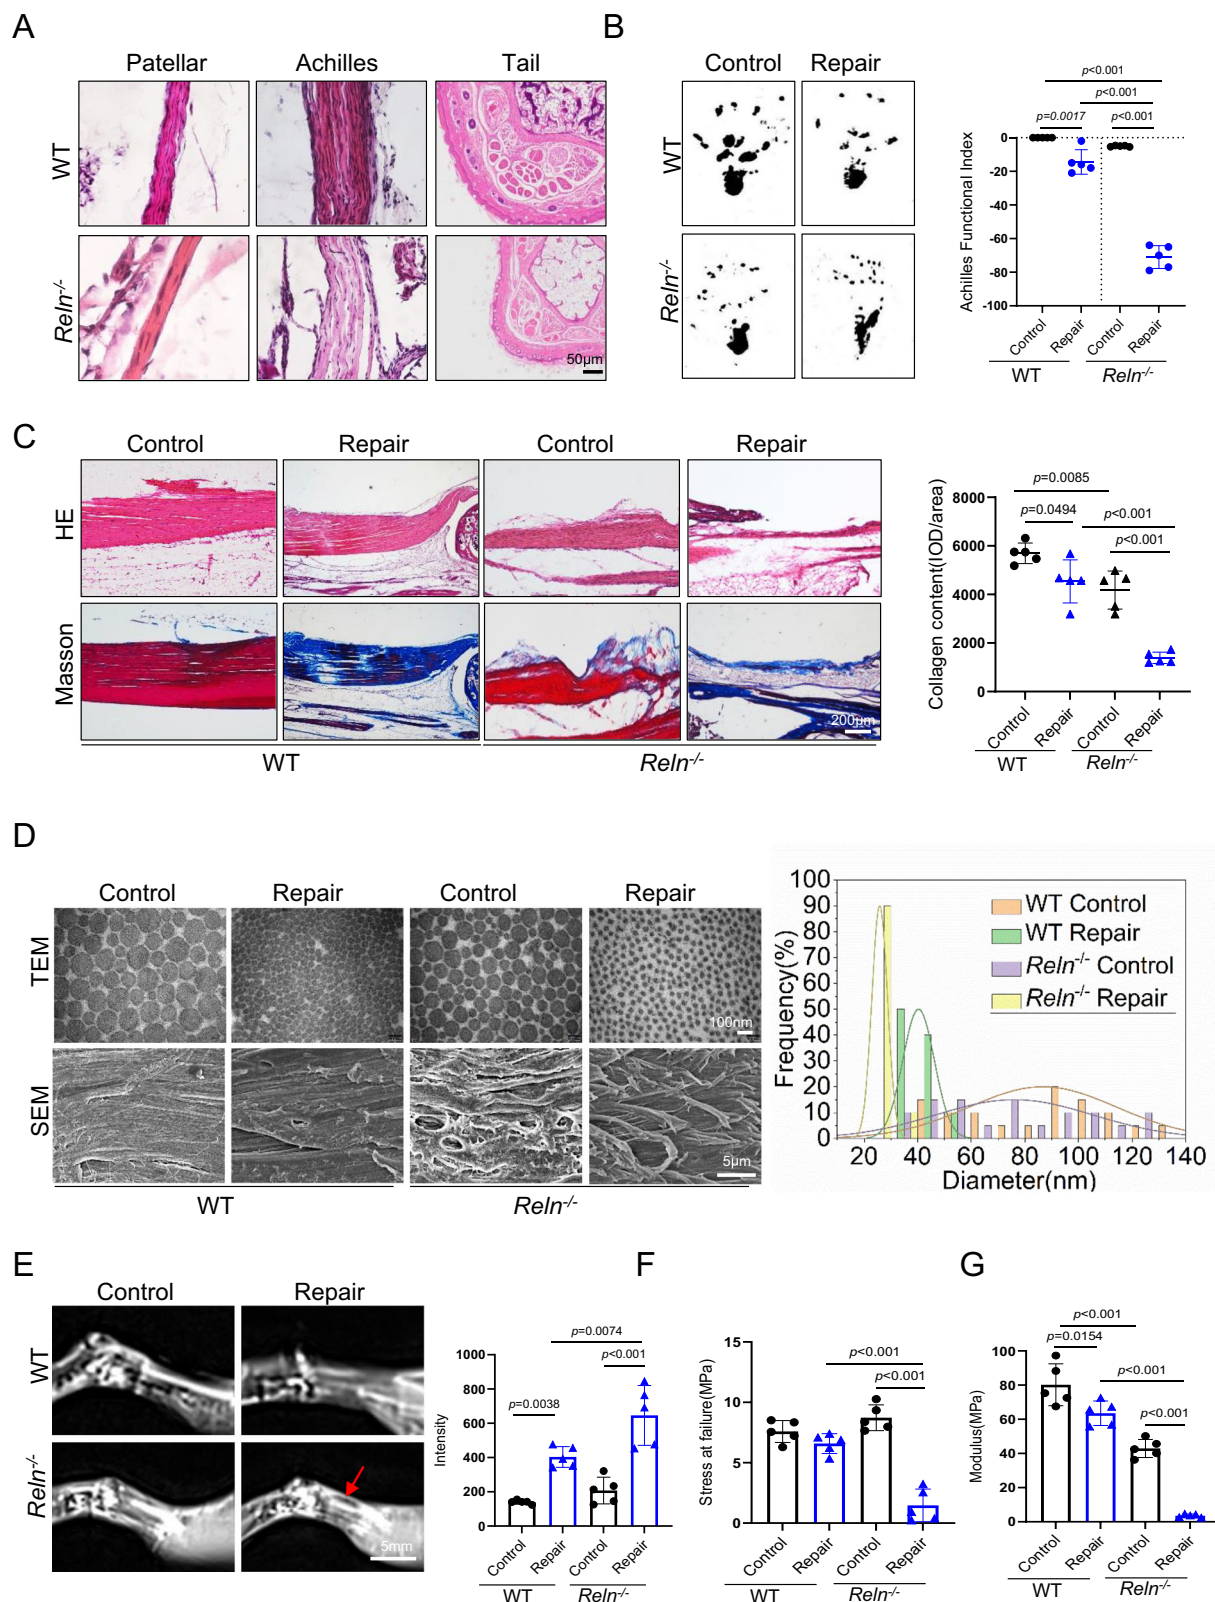 A
Patellar Achilles Tail
WT
Reln-/-
50μm
B
Control Repair
WT
Reln-/-
p<0.001
p<0.001
p=0.0017 p<0.001
Achilles Functional Index
0
-20
-40
-60
-80
-100
Control Repair Control Repair
WT Reln-/-
C
Control Repair Control Repair
HE
Masson
200μm
WT Reln-/-
p=0.0085
p=0.0494 p<0.001
p<0.001
Collagen content(IOD/area)
8000
6000
4000
2000
0
Control Repair Control Repair
WT Reln-/-
D
Control Repair Control Repair
TEM
100nm
SEM
5μm
WT Reln-/-
Frequency(%)
100
90
80
70
60
50
40
30
20
10
0
WT Control
WT Repair
Reln-/- Control
Reln-/- Repair
20 40 60 80 100 120 140
Diameter(nm)
E
Control Repair
WT
Reln-/-
5mm
p=0.0074
p<0.001
p=0.0038
Intensity
1000
800
600
400
200
0
Control Repair Control Repair
WT Reln-/-
F
p<0.001
p<0.001
Stress at failure(MPa)
15
10
5
0
Control Repair Control Repair
WT Reln-/-
G
p<0.001
p=0.0154
p<0.001
p<0.001
Modulus(MPa)
100
80
60
40
20
0
Control Repair Control Repair
WT Reln-/-